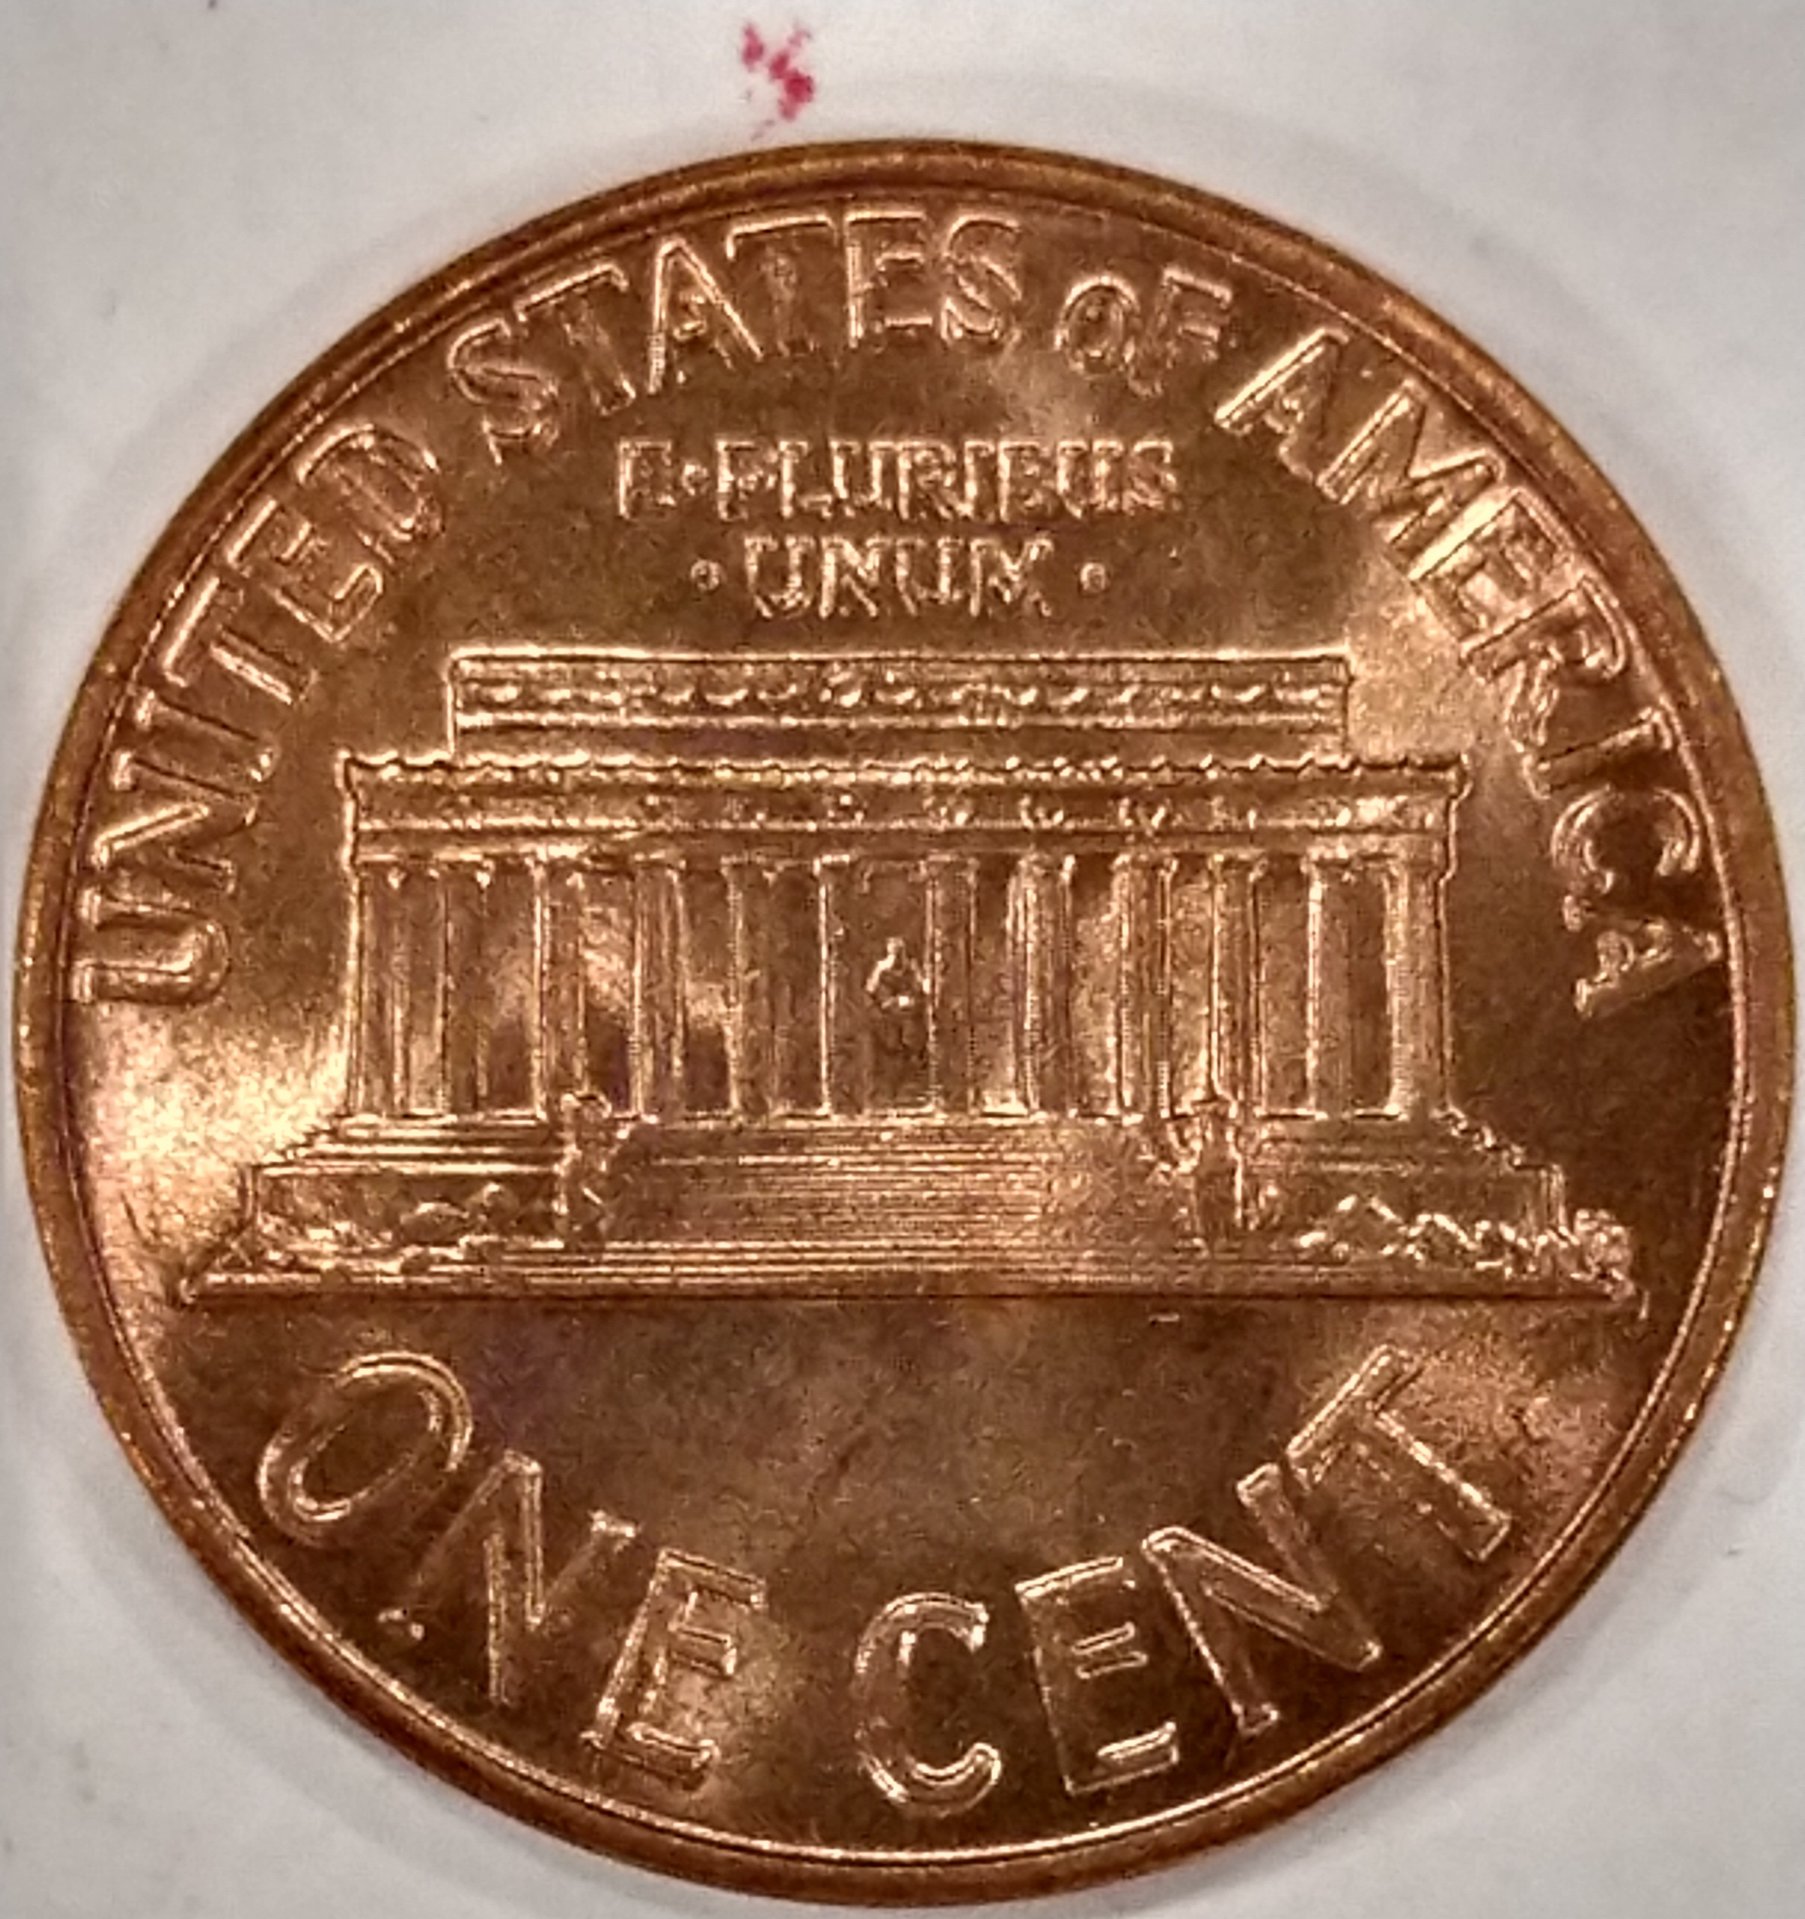 UNITED STATES OF AMERICA
E·PLURIBUS
·UNUM·
ONE CENT